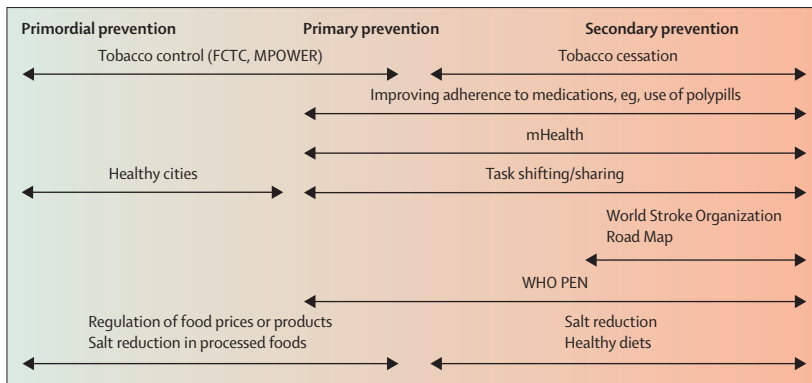 Primordial prevention Primary prevention Secondary prevention
Tobacco control (FCTC, MPOWER) Tobacco cessation
Improving adherence to medications, eg, use of polypills
mHealth
Healthy cities Task shifting/sharing
World Stroke Organization
Road Map
WHO PEN
Regulation of food prices or products Salt reduction
Salt reduction in processed foods Healthy diets